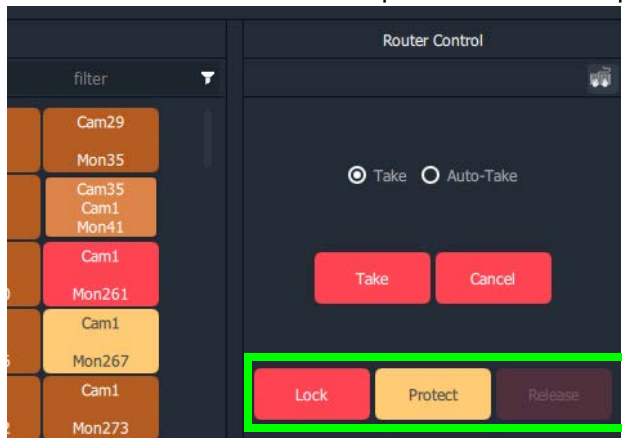 Router Control
filter
Cam29
Mon35
Cam35
Cam1
Mon41
Cam1
Mon261
Cam1
Mon267
Cam1
Mon273
Take Auto-Take
Take Cancel
Lock Protect Release